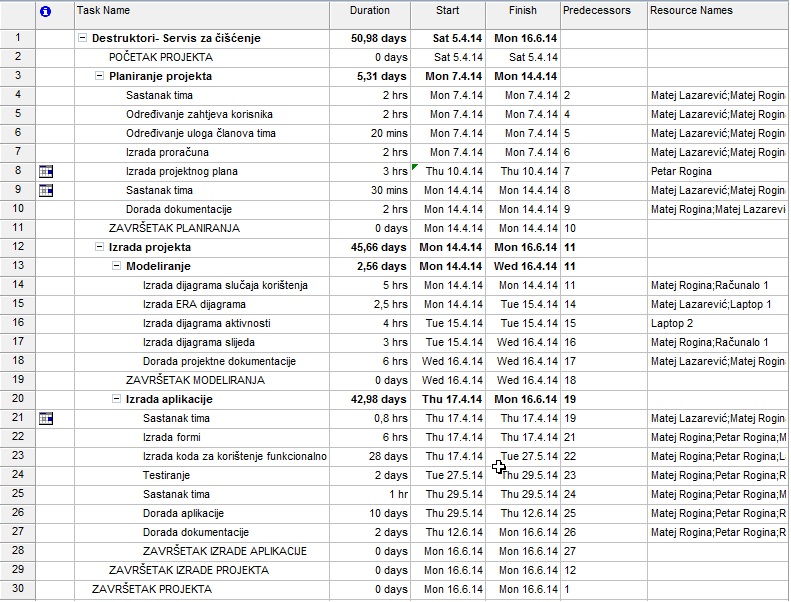 Task Name Duration Start Finish Predecessors Resource Names
1 Destruktori- Servis za čišćenje 50,98 days Sat 5.4.14 Mon 16.6.14
2 POČETAK PROJEKTA 0 days Sat 5.4.14 Sat 5.4.14
3 Planiranje projekta 5,31 days Mon 7.4.14 Mon 14.4.14
4 Sastanak tima 2 hrs Mon 7.4.14 Mon 7.4.14 2 Matej Lazarević;Matej Rogin
5 Određivanje zahtjeva korisnika 2 hrs Mon 7.4.14 Mon 7.4.14 4 Matej Lazarević;Matej Rogin
6 Određivanje uloga članova tima 20 mins Mon 7.4.14 Mon 7.4.14 5 Matej Lazarević;Matej Rogin
7 Izrada proračuna 2 hrs Mon 7.4.14 Mon 7.4.14 6 Matej Lazarević;Matej Rogin
8 Izrada projektnog plana 3 hrs Thu 10.4.14 Thu 10.4.14 7 Petar Rogina
9 Sastanak tima 30 mins Mon 14.4.14 Mon 14.4.14 8 Matej Lazarević;Matej Rogin
10 Dorada dokumentacije 2 hrs Mon 14.4.14 Mon 14.4.14 9 Matej Rogina;Matej Lazarevi
11 ZAVRŠETAK PLANIRANJA 0 days Mon 14.4.14 Mon 14.4.14 10
12 Izrada projekta 45,66 days Mon 14.4.14 Mon 16.6.14 11
13 Modeliranje 2,56 days Mon 14.4.14 Wed 16.4.14 11
14 Izrada dijagrama slučaja korištenja 5 hrs Mon 14.4.14 Mon 14.4.14 11 Matej Rogina;Računalo 1
15 Izrada ERA dijagrama 2,5 hrs Mon 14.4.14 Tue 15.4.14 14 Matej Lazarević;Laptop 1
16 Izrada dijagrama aktivnosti 4 hrs Tue 15.4.14 Tue 15.4.14 15 Laptop 2
17 Izrada dijagrama slijeda 3 hrs Tue 15.4.14 Wed 16.4.14 16 Matej Rogina;Računalo 1
18 Dorada projektne dokumentacije 6 hrs Wed 16.4.14 Wed 16.4.14 17 Matej Lazarević;Matej Rogin
19 ZAVRŠETAK MODELIRANJA 0 days Wed 16.4.14 Wed 16.4.14 18
20 Izrada aplikacije 42,98 days Thu 17.4.14 Mon 16.6.14 19
21 Sastanak tima 0,8 hrs Thu 17.4.14 Thu 17.4.14 19 Matej Lazarević;Matej Rogin
22 Izrada formi 6 hrs Thu 17.4.14 Thu 17.4.14 21 Matej Rogina;Petar Rogina;M
23 Izrada koda za korištenje funkcionalno 28 days Thu 17.4.14 Tue 27.5.14 22 Matej Rogina;Petar Rogina;L
24 Testiranje 2 days Tue 27.5.14 Thu 29.5.14 23 Matej Rogina;Petar Rogina;R
25 Sastanak tima 1 hr Thu 29.5.14 Thu 29.5.14 24 Matej Rogina;Petar Rogina;M
26 Dorada aplikacije 10 days Thu 29.5.14 Thu 12.6.14 25 Matej Rogina;Petar Rogina;R
27 Dorada dokumentacije 2 days Thu 12.6.14 Mon 16.6.14 26 Matej Rogina;Petar Rogina;R
28 ZAVRŠETAK IZRADE APLIKACIJE 0 days Mon 16.6.14 Mon 16.6.14 27
29 ZAVRŠETAK IZRADE PROJEKTA 0 days Mon 16.6.14 Mon 16.6.14 12
30 ZAVRŠETAK PROJEKTA 0 days Mon 16.6.14 Mon 16.6.14 1